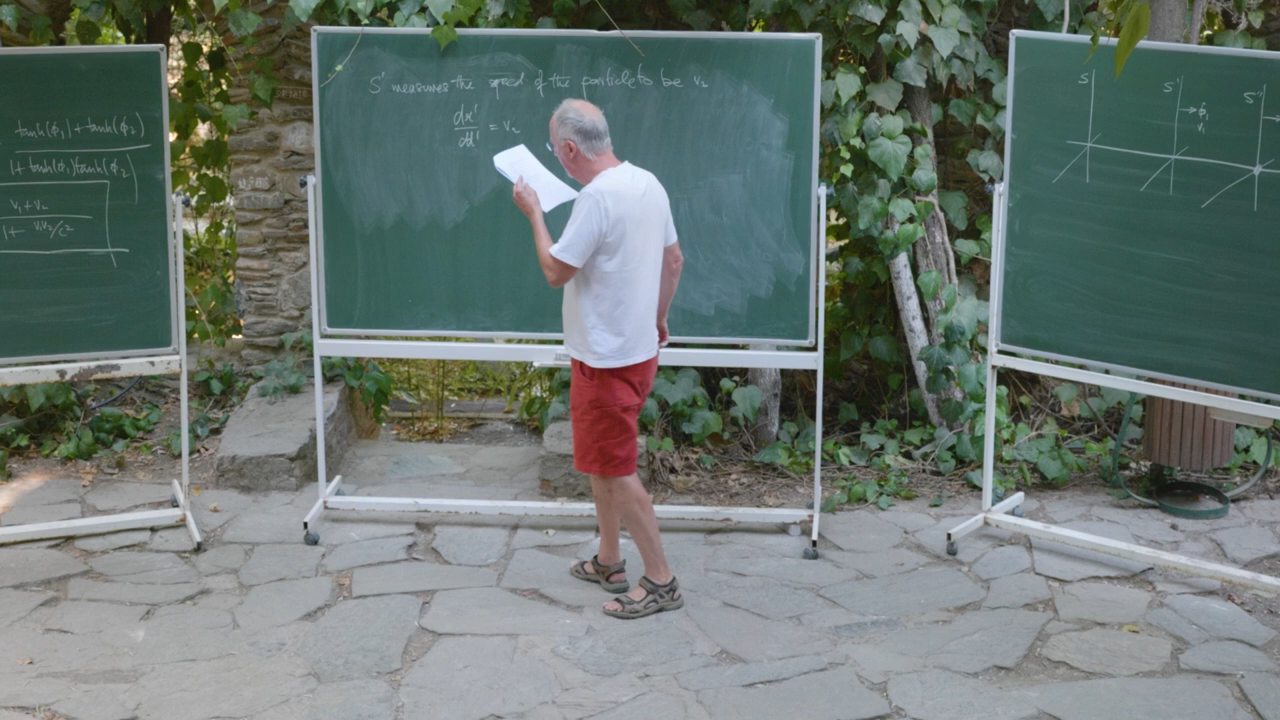 tanh(ϕ₁) + tanh(ϕ₂)
1 + tanh(ϕ₁)tanh(ϕ₂)
v₁ + v₂
1 + v₁v₂/c²
S' measures the speed of the particle to be v₂
dx'/dt' = v₂
S S' S''
ϕ₁
v₁